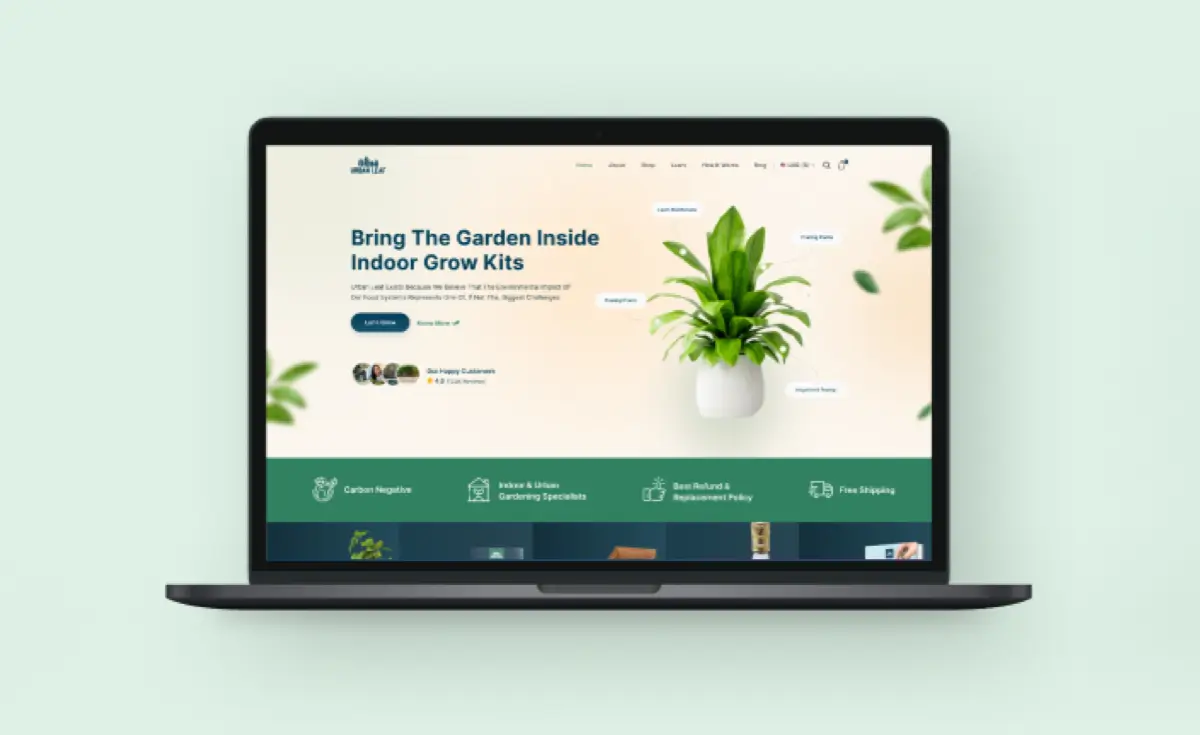 URBAN LEAF
Home About Shop Learn How It Works Blog USD ($)
Bring The Garden Inside
Indoor Grow Kits
Urban Leaf Exists Because We Believe That The Environmental Impact Of
Our Food Systems Represents One Of, If Not The, Biggest Challenges
Let's Grow
Know More
Our Happy Customers
4.8
Carbon Negative
Indoor & Urban
Gardening Specialists
Best Refund &
Replacement Policy
Free Shipping